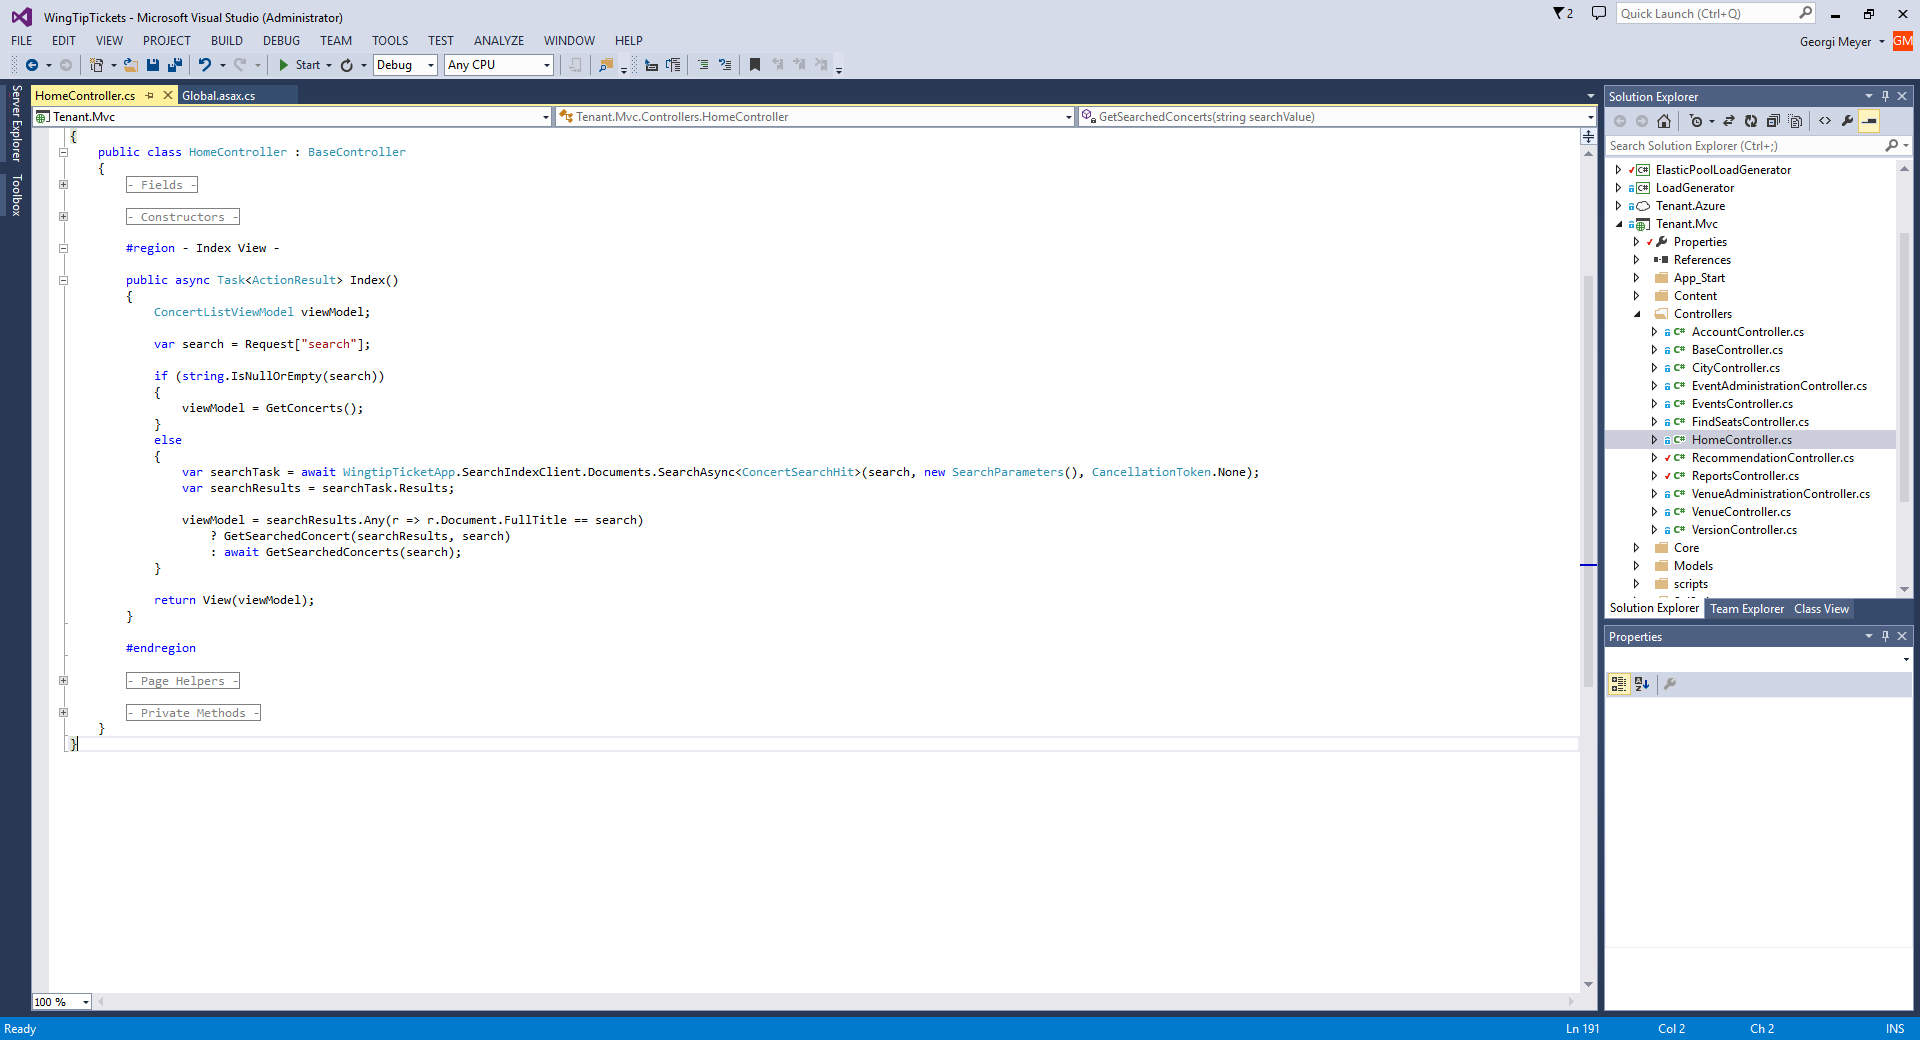 WingTipTickets - Microsoft Visual Studio (Administrator)
2
Quick Launch (Ctrl+Q)
FILE EDIT VIEW PROJECT BUILD DEBUG TEAM TOOLS TEST ANALYZE WINDOW HELP
Georgi Meyer GM
Start Debug Any CPU
Server Explorer
Toolbox
HomeController.cs Global.asax.cs
Tenant.Mvc Tenant.Mvc.Controllers.HomeController GetSearchedConcerts(string searchValue)
{
public class HomeController : BaseController
{
- Fields -
- Constructors -
#region - Index View -
public async Task<ActionResult> Index()
{
ConcertListViewModel viewModel;
var search = Request["search"];
if (string.IsNullOrEmpty(search))
{
viewModel = GetConcerts();
}
else
{
var searchTask = await WingtipTicketApp.SearchIndexClient.Documents.SearchAsync<ConcertSearchHit>(search, new SearchParameters(), CancellationToken.None);
var searchResults = searchTask.Results;
viewModel = searchResults.Any(r => r.Document.FullTitle == search)
? GetSearchedConcert(searchResults, search)
: await GetSearchedConcerts(search);
}
return View(viewModel);
}
#endregion
- Page Helpers -
- Private Methods -
}
}
100 %
Solution Explorer
Search Solution Explorer (Ctrl+;)
C# ElasticPoolLoadGenerator
C# LoadGenerator
Tenant.Azure
Tenant.Mvc
Properties
References
App_Start
Content
Controllers
C# AccountController.cs
C# BaseController.cs
C# CityController.cs
C# EventAdministrationController.cs
C# EventsController.cs
C# FindSeatsController.cs
C# HomeController.cs
C# RecommendationController.cs
C# ReportsController.cs
C# VenueAdministrationController.cs
C# VenueController.cs
C# VersionController.cs
Core
Models
scripts
Solution Explorer Team Explorer Class View
Properties
Ready Ln 191 Col 2 Ch 2 INS